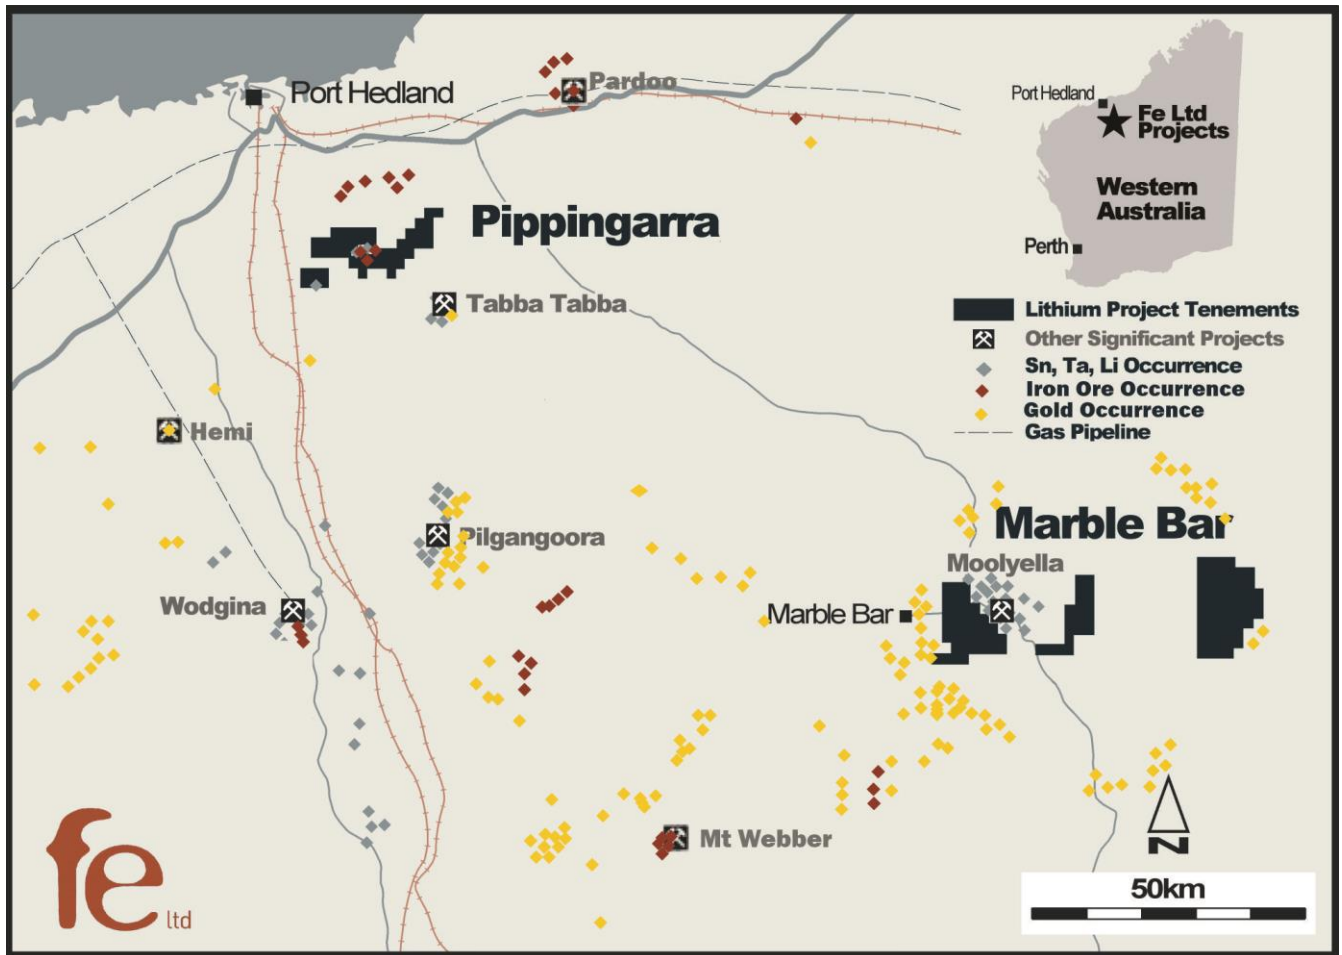 Port Hedland
Pardoo
Port Hedland
Fe Ltd
Projects
Western
Australia
Perth
Pippingarra
Tabba Tabba
Lithium Project Tenements
Other Significant Projects
Sn, Ta, Li Occurrence
Iron Ore Occurrence
Gold Occurrence
Gas Pipeline
Hemi
Pilgangoora
Marble Bar
Moolyella
Wodgina
Marble Bar
Mt Webber
fe
ltd
N
50km